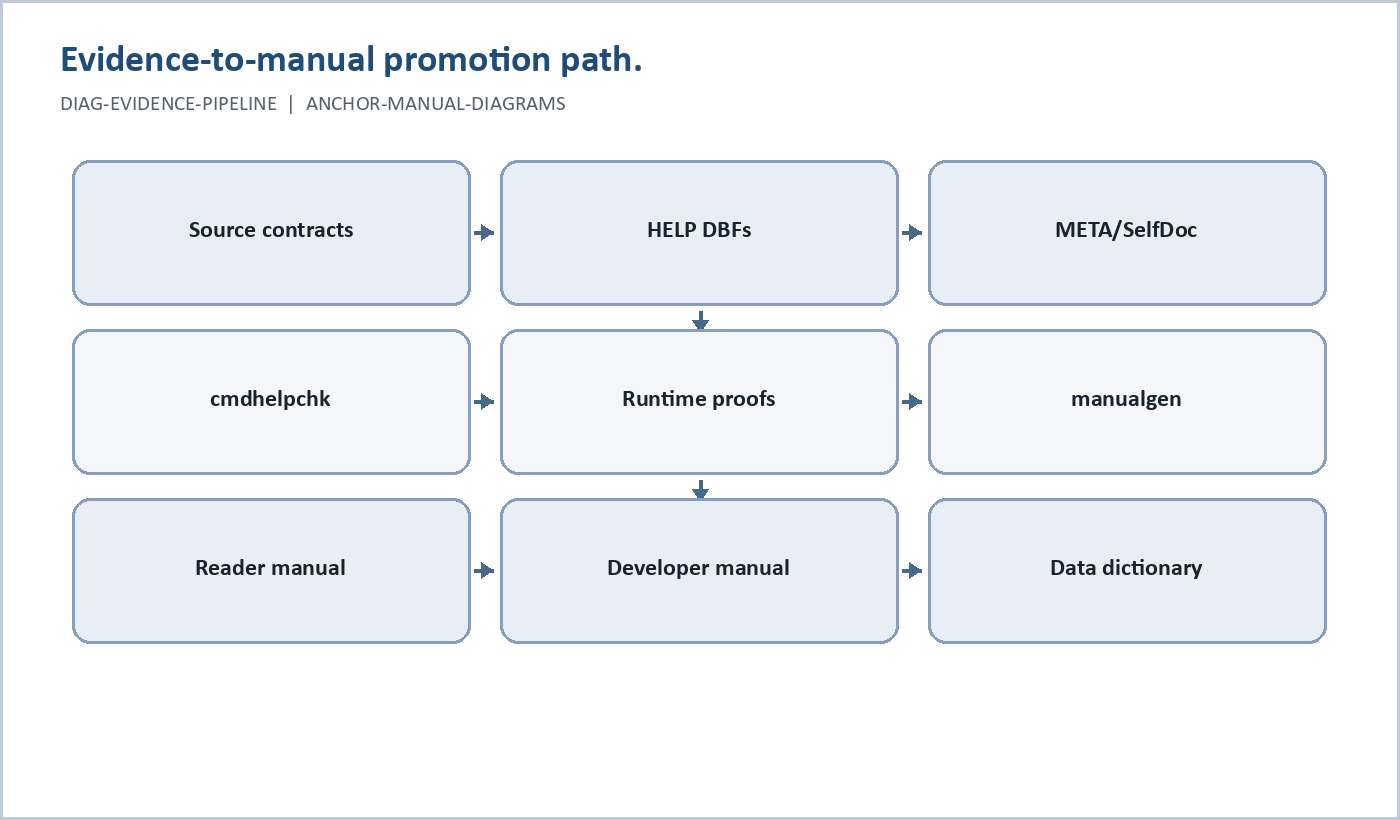 Evidence-to-manual promotion path.
DIAG-EVIDENCE-PIPELINE | ANCHOR-MANUAL-DIAGRAMS
Source contracts
HELP DBFs
META/SelfDoc
cmdhelpchk
Runtime proofs
manualgen
Reader manual
Developer manual
Data dictionary